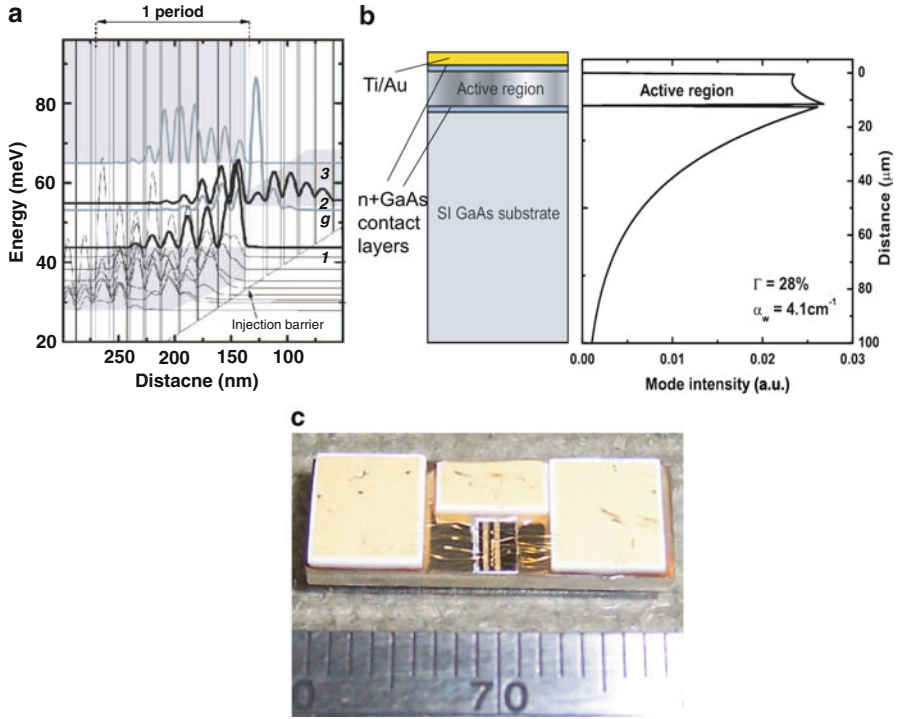 a
1 period
80
60
40
20
Energy (meV)
3
2
g
1
Injection barrier
250
200
150
100
Distacne (nm)
b
Ti/Au
Active region
n+GaAs
contact
layers
SI GaAs substrate
Active region
Γ = 28%
α_w = 4.1cm⁻¹
0
20
40
60
80
100
Distance (μm)
0.00
0.01
0.02
0.03
Mode intensity (a.u.)
c
0
70